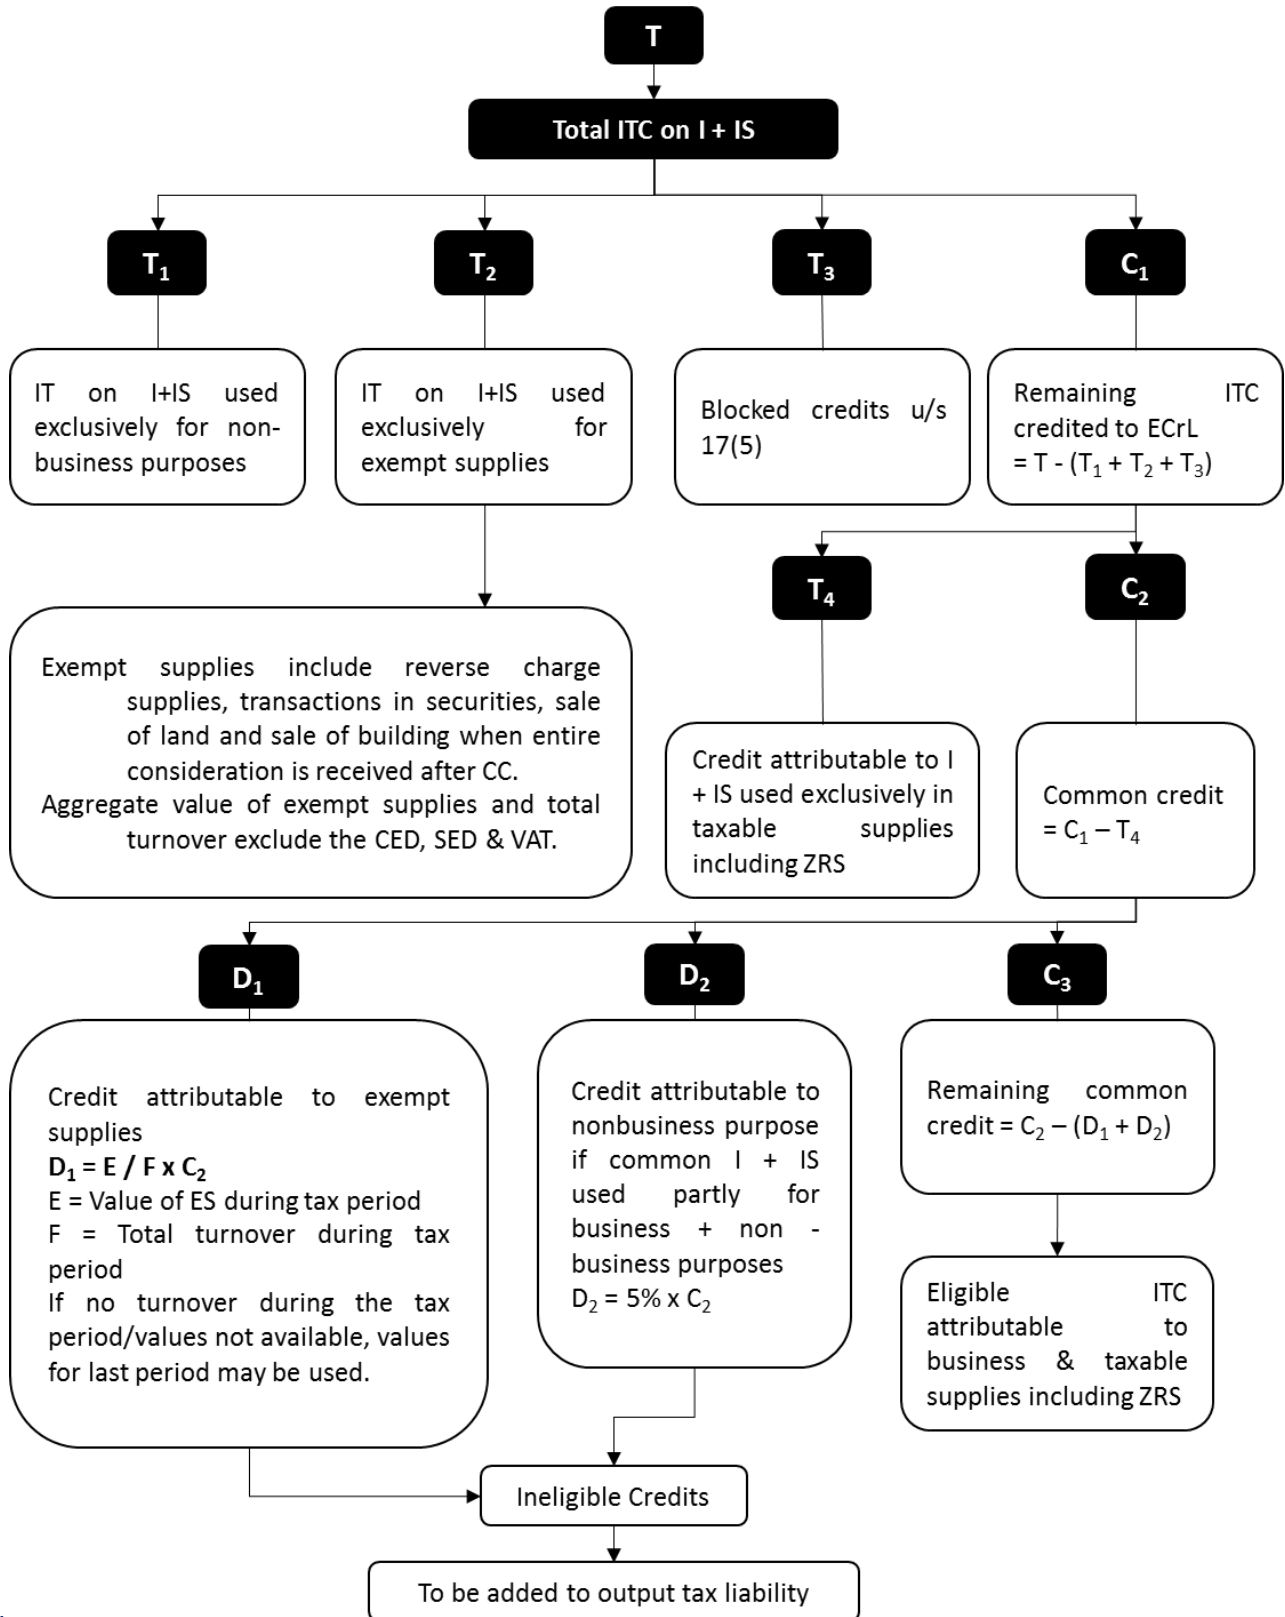 T
Total ITC on I + IS
T₁
T₂
T₃
C₁
IT on I+IS used
exclusively for non-
business purposes
IT on I+IS used
exclusively for
exempt supplies
Blocked credits u/s
17(5)
Remaining ITC
credited to ECrL
= T - (T₁ + T₂ + T₃)
T₄
C₂
Exempt supplies include reverse charge
supplies, transactions in securities, sale
of land and sale of building when entire
consideration is received after CC.
Aggregate value of exempt supplies and total
turnover exclude the CED, SED & VAT.
Credit attributable to I
+ IS used exclusively in
taxable supplies
including ZRS
Common credit
= C₁ – T₄
D₁
D₂
C₃
Credit attributable to exempt
supplies
D₁ = E / F x C₂
E = Value of ES during tax period
F = Total turnover during tax
period
If no turnover during the tax
period/values not available, values
for last period may be used.
Credit attributable to
nonbusiness purpose
if common I + IS
used partly for
business + non -
business purposes
D₂ = 5% x C₂
Remaining common
credit = C₂ – (D₁ + D₂)
Eligible ITC
attributable to
business & taxable
supplies including ZRS
Ineligible Credits
To be added to output tax liability